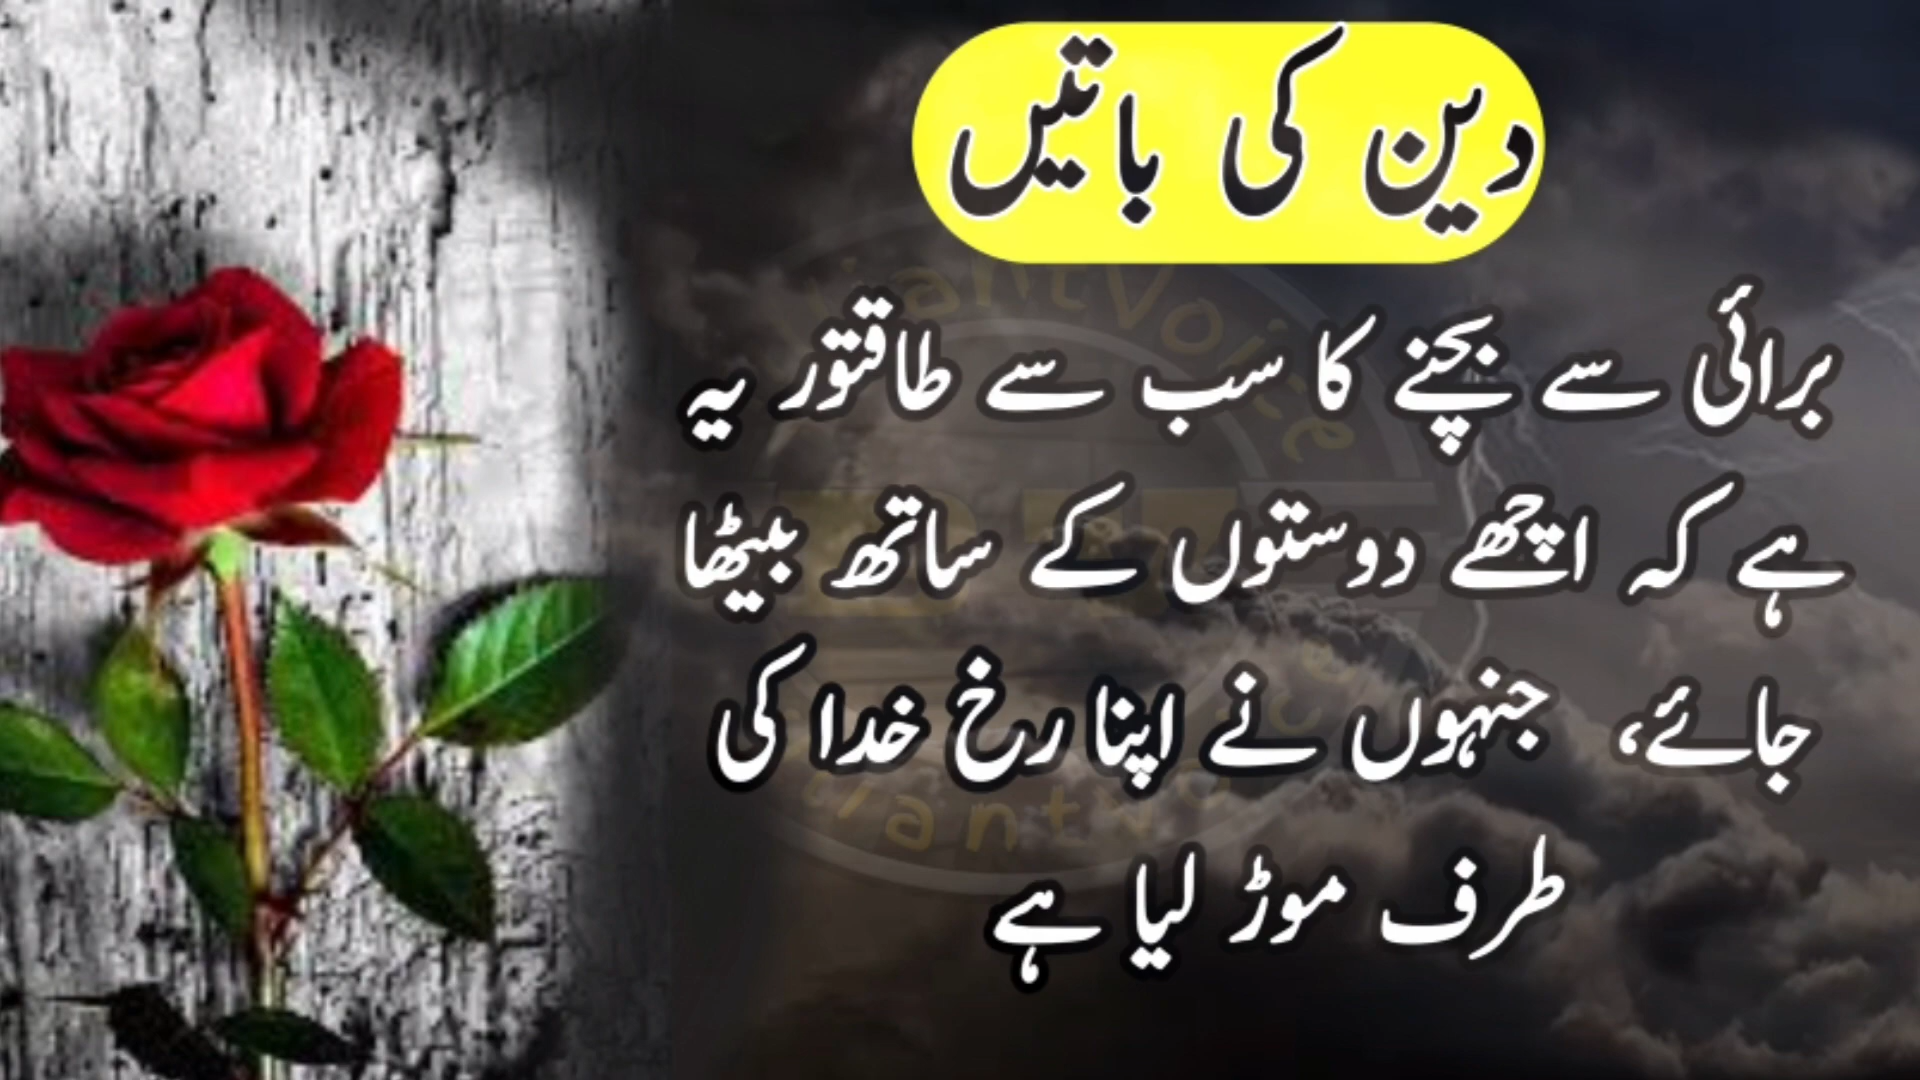 دین کی باتیں
برائی سے بچنے کا سب سے طاقتور یہ
ہے کہ اچھے دوستوں کے ساتھ بیٹھا
جائے، جنہوں نے اپنا رخ خدا کی
طرف موڑ لیا ہے